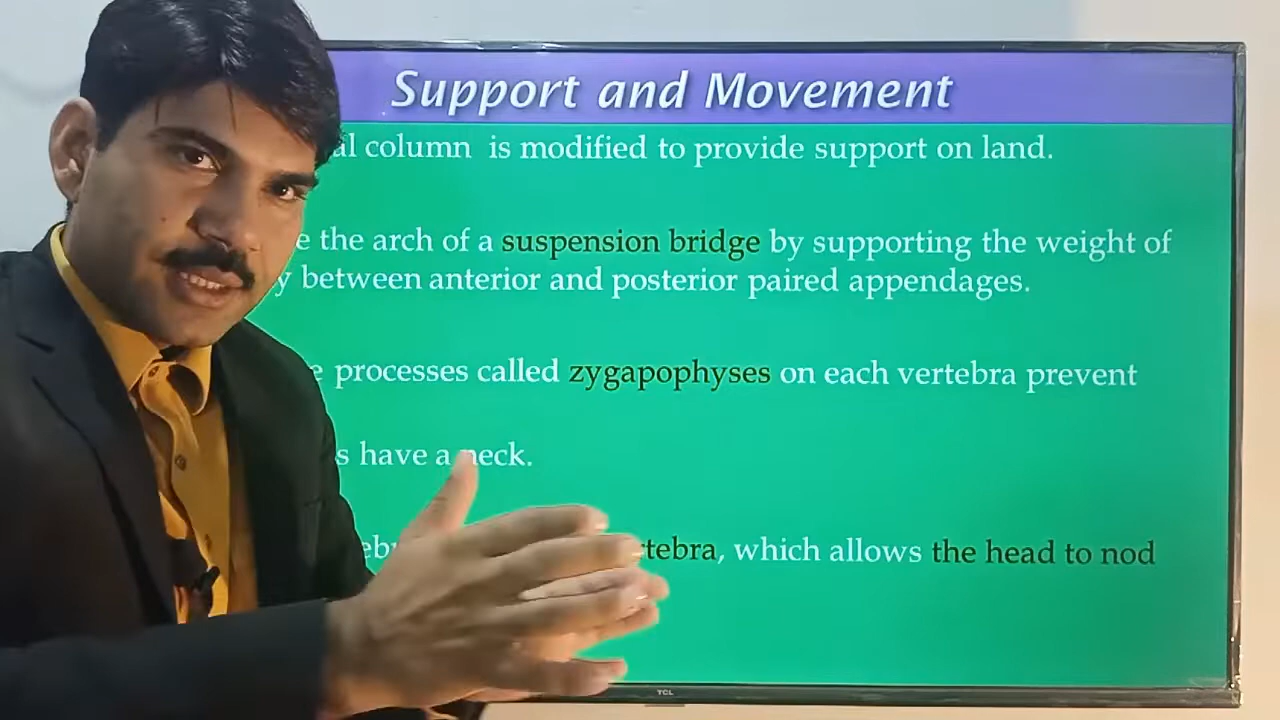 Support and Movement
column is modified to provide support on land.
the arch of a suspension bridge by supporting the weight of
between anterior and posterior paired appendages.
processes called zygapophyses on each vertebra prevent
have a neck.
which allows the head to nod
TCL